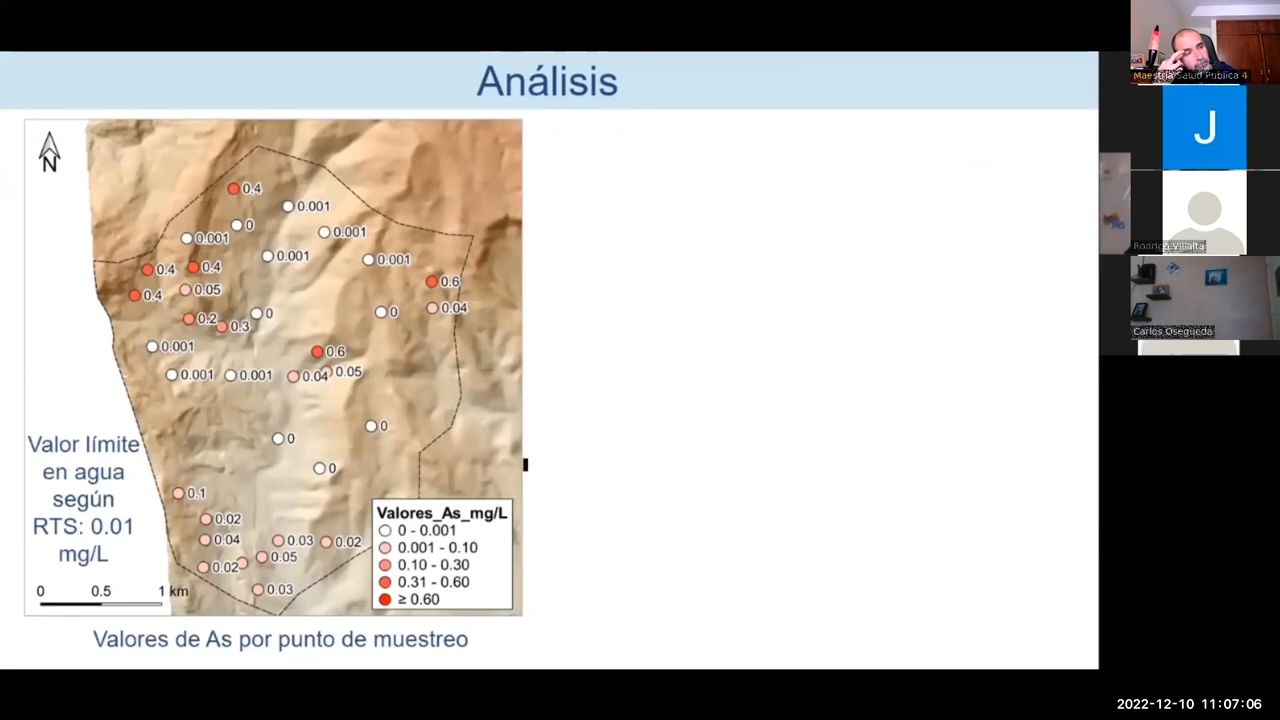 Análisis
N
0.4
0.001
0
0.001
0.001
0.001
0.001
0.4
0.4
0.6
0.05
0.4
0.04
0.2
0.3
0
0
0.001
0.6
0.001
0.001
0.04
0.05
0
0
0
Valor límite
en agua
según
RTS: 0.01
mg/L
0.1
0.02
0.04
0.03
0.02
0.05
0.02
0.03
0 0.5 1 km
Valores_As_mg/L
0 - 0.001
0.001 - 0.10
0.10 - 0.30
0.31 - 0.60
≥ 0.60
Valores de As por punto de muestreo
Maestria Salud Publica 4
J
Rodrigo Villalta
Carlos Osegueda
2022-12-10 11:07:06